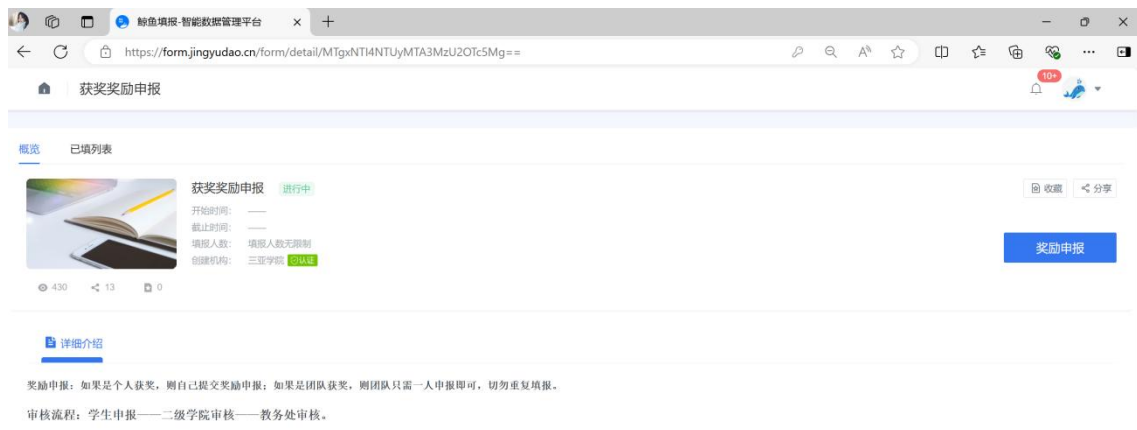 鲸鱼填报-智能数据管理平台
https://form.jingyudao.cn/form/detail/MTgxNTI4NTUyMTA3MzU2OTc5Mg==
获奖奖励申报
10+
概览 已填列表
获奖奖励申报 进行中
收藏 分享
开始时间： ——
截止时间： ——
填报人数： 填报人数无限制
创建机构： 三亚学院 认证
奖励申报
430 13 0
详细介绍
奖励申报：如果是个人获奖，则自己提交奖励申报；如果是团队获奖，则团队只需一人申报即可，切勿重复填报。
审核流程：学生申报——二级学院审核——教务处审核。